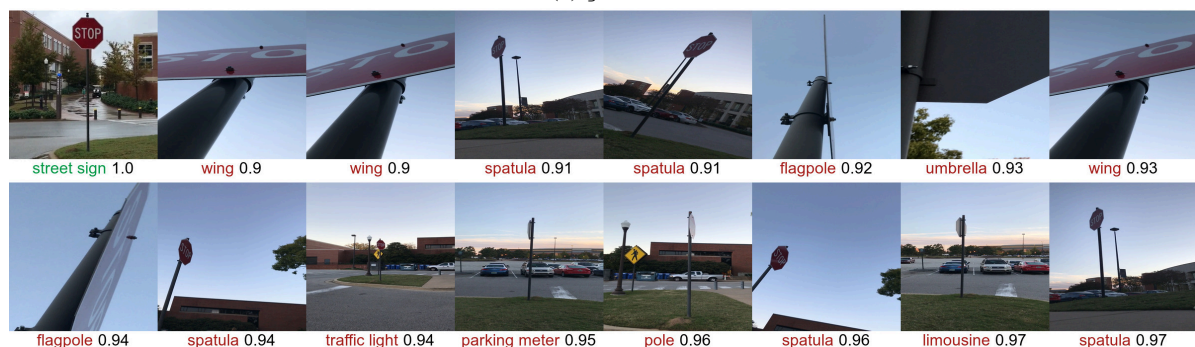 STOP
STOP
street sign 1.0 wing 0.9 wing 0.9 spatula 0.91 spatula 0.91 flagpole 0.92 umbrella 0.93 wing 0.93
flagpole 0.94 spatula 0.94 traffic light 0.94 parking meter 0.95 pole 0.96 spatula 0.96 limousine 0.97 spatula 0.97